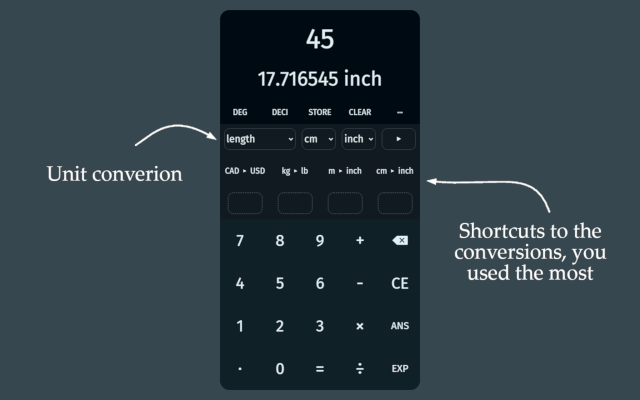 45
17.716545 inch
DEG DECI STORE CLEAR –
length cm inch ▸
CAD ▸ USD kg ▸ lb m ▸ inch cm ▸ inch
Unit converion
Shortcuts to the
conversions, you
used the most
7 8 9 +
4 5 6 - CE
1 2 3 × ANS
. 0 = ÷ EXP